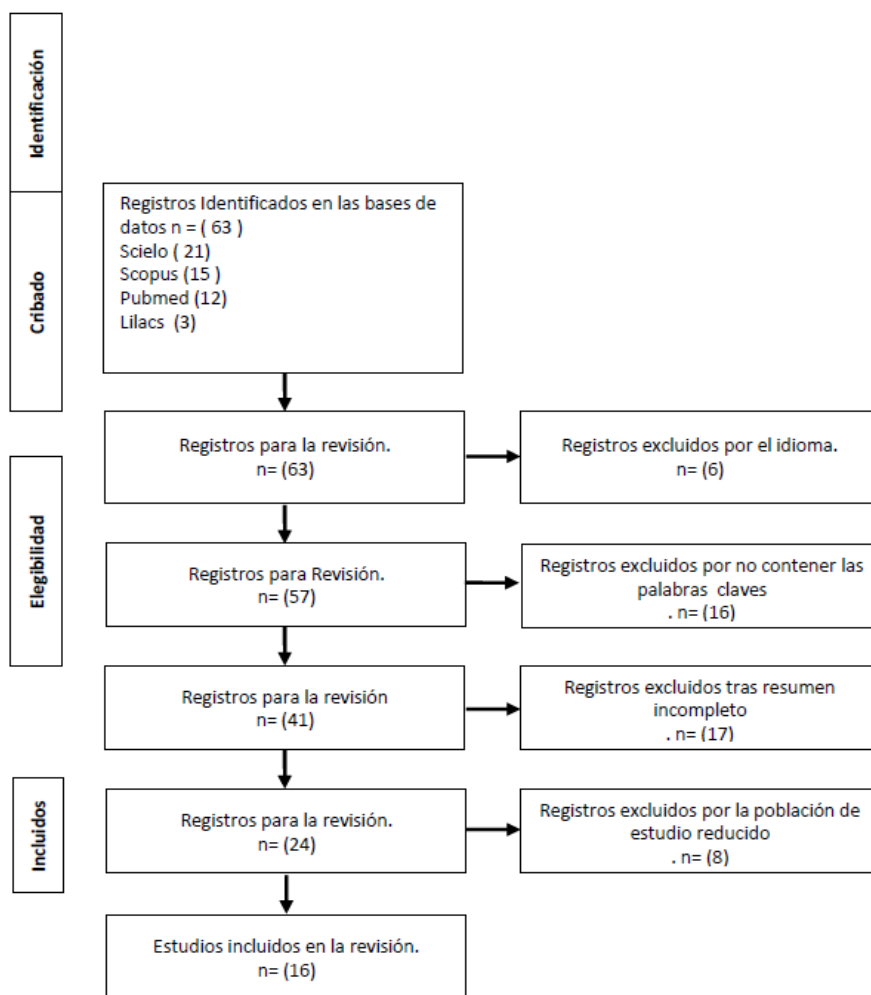 Identificación
Registros Identificados en las bases de
datos n = ( 63 )
Scielo ( 21)
Scopus (15 )
Pubmed (12)
Lilacs (3)
Cribado
Registros para la revisión.
n= (63)
Registros excluidos por el idioma.
n= (6)
Elegibilidad
Registros para Revisión.
n= (57)
Registros excluidos por no contener las
palabras claves
. n= (16)
Registros para la revisión
n= (41)
Registros excluidos tras resumen
incompleto
. n= (17)
Incluidos
Registros para la revisión.
n= (24)
Registros excluidos por la población de
estudio reducido
. n= (8)
Estudios incluidos en la revisión.
n= (16)